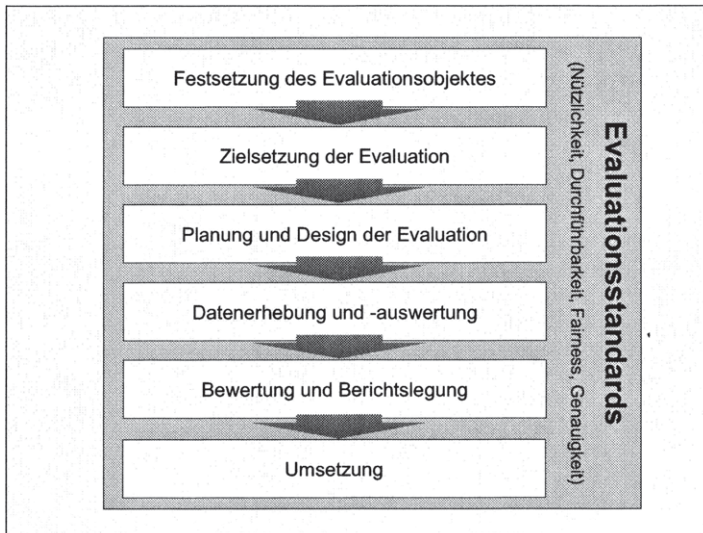 Festsetzung des Evaluationsobjektes
Zielsetzung der Evaluation
Planung und Design der Evaluation
Datenerhebung und -auswertung
Bewertung und Berichtslegung
Umsetzung
Evaluationsstandards
(Nützlichkeit, Durchführbarkeit, Fairness, Genauigkeit)